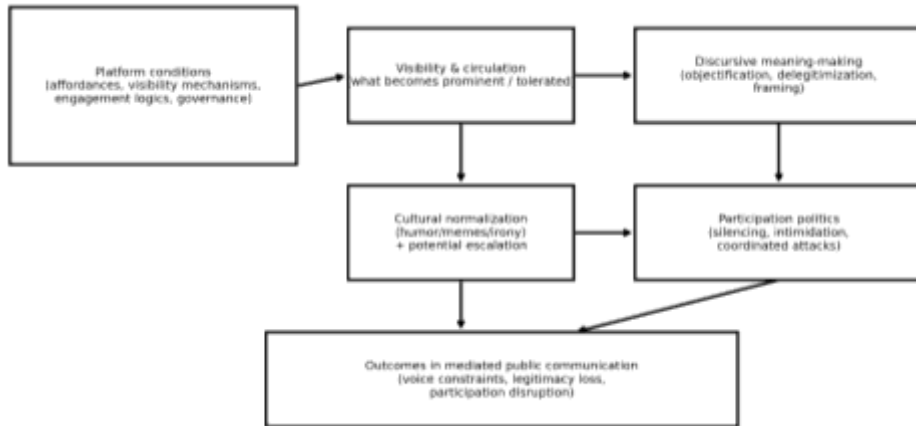 Platform conditions
(affordances, visibility mechanisms,
engagement logics, governance)
Visibility & circulation
what becomes prominent / tolerated)
Discursive meaning-making
(objectification, delegitimization,
framing)
Cultural normalization
(humor/memes/irony)
+ potential escalation
Participation politics
(silencing, intimidation,
coordinated attacks)
Outcomes in mediated public communication
(voice constraints, legitimacy loss,
participation disruption)